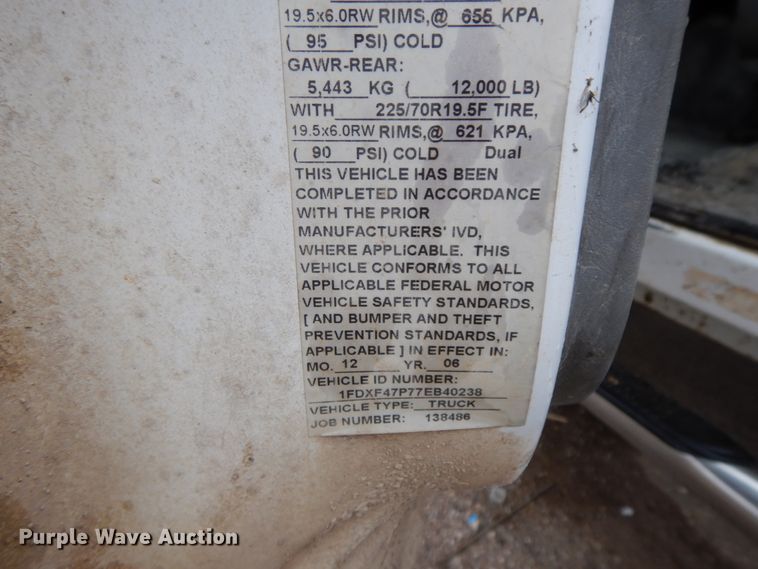 19.5x6.0RW RIMS,@ 655 KPA,
( 95 PSI) COLD
GAWR-REAR:
5,443 KG ( 12,000 LB)
WITH 225/70R19.5F TIRE,
19.5x6.0RW RIMS,@ 621 KPA,
( 90 PSI) COLD Dual
THIS VEHICLE HAS BEEN
COMPLETED IN ACCORDANCE
WITH THE PRIOR
MANUFACTURERS' IVD,
WHERE APPLICABLE. THIS
VEHICLE CONFORMS TO ALL
APPLICABLE FEDERAL MOTOR
VEHICLE SAFETY STANDARDS,
[ AND BUMPER AND THEFT
PREVENTION STANDARDS, IF
APPLICABLE ] IN EFFECT IN:
MO. 12 YR. 06
VEHICLE ID NUMBER:
1FDXF47P77EB40238
VEHICLE TYPE: TRUCK
JOB NUMBER: 138486
Purple Wave Auction